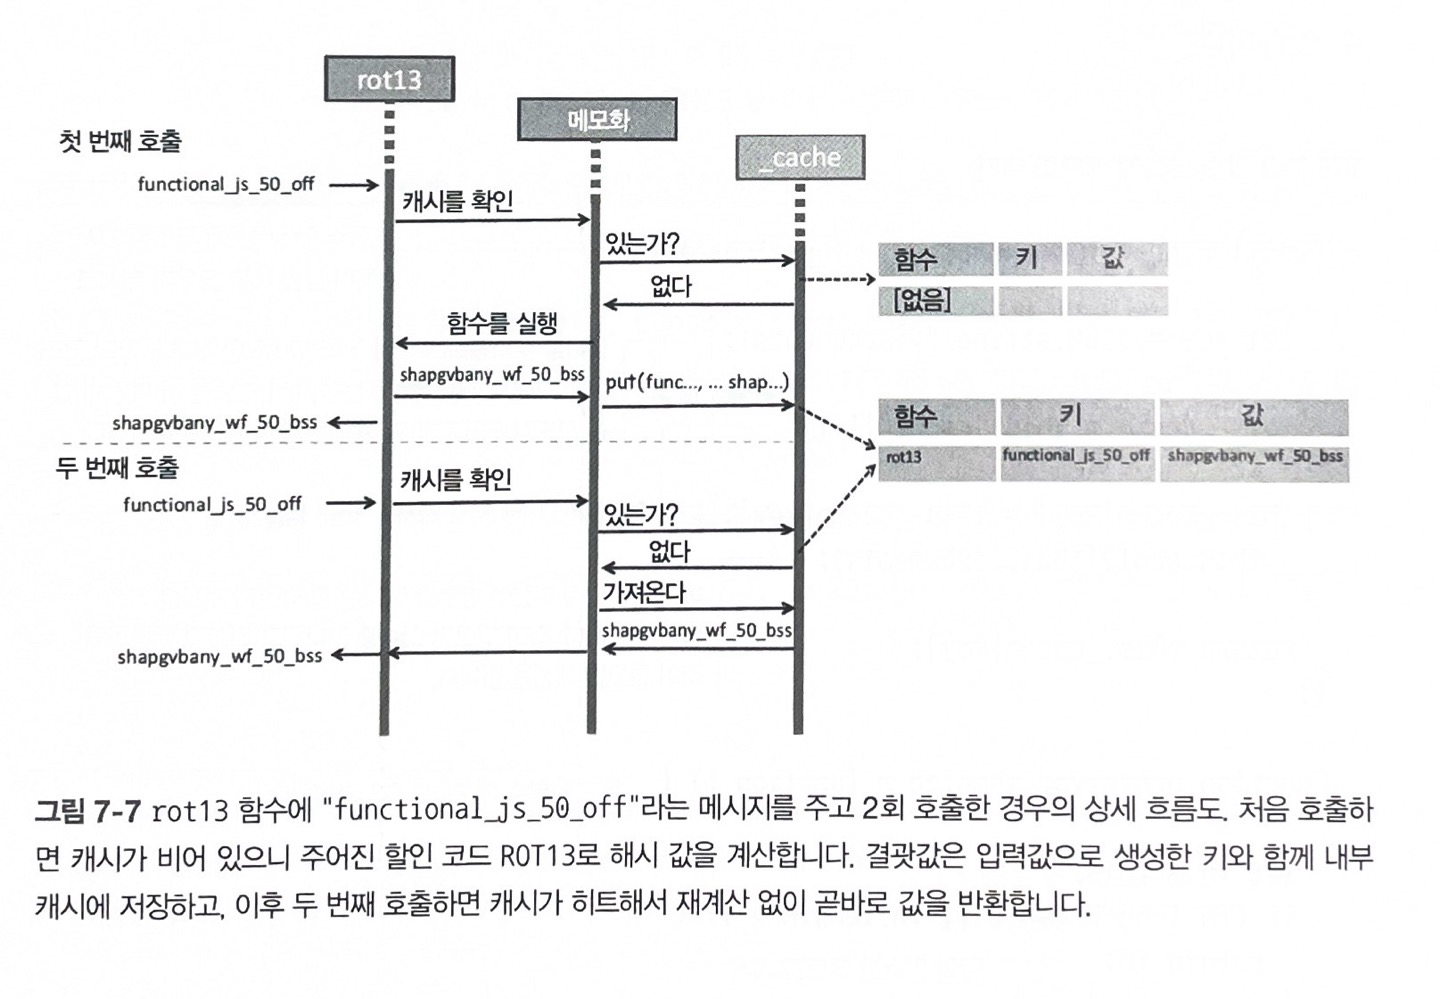 rot13
메모화
_cache
첫 번째 호출
functional_js_50_off
캐시를 확인
있는가?
없다
함수 키 값
[없음]
함수를 실행
shapgvbany_wf_50_bss
put(func..., ... shap...)
shapgvbany_wf_50_bss
함수 키 값
rot13 functional_js_50_off shapgvbany_wf_50_bss
두 번째 호출
functional_js_50_off
캐시를 확인
있는가?
없다
가져온다
shapgvbany_wf_50_bss
shapgvbany_wf_50_bss
그림 7-7 rot13 함수에 "functional_js_50_off"라는 메시지를 주고 2회 호출한 경우의 상세 흐름도. 처음 호출하
면 캐시가 비어 있으니 주어진 할인 코드 ROT13로 해시 값을 계산합니다. 결괏값은 입력값으로 생성한 키와 함께 내부
캐시에 저장하고, 이후 두 번째 호출하면 캐시가 히트해서 재계산 없이 곧바로 값을 반환합니다.